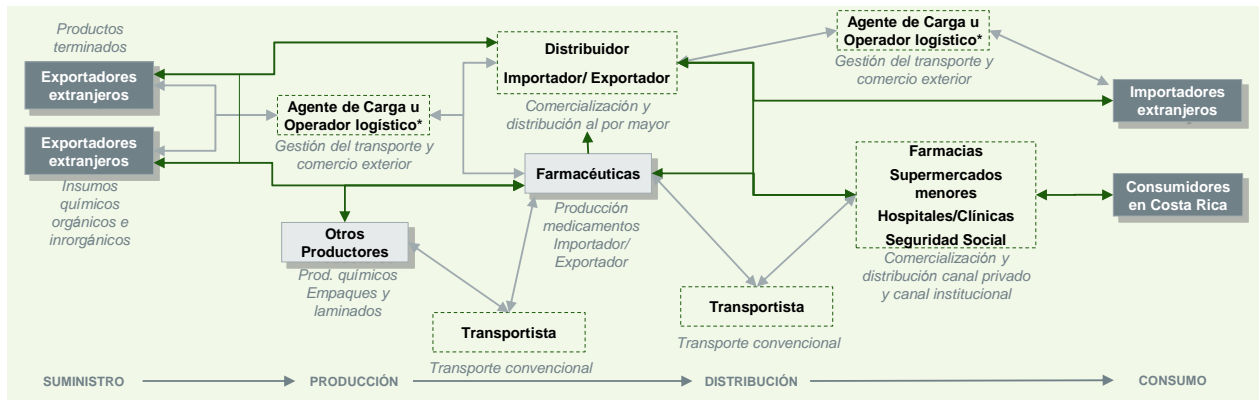 Productos
terminados
Exportadores
extranjeros
Exportadores
extranjeros
Insumos
químicos
orgánicos e
inrorgánicos
Agente de Carga u
Operador logístico*
Gestión del transporte y
comercio exterior
Otros
Productores
Prod. químicos
Empaques y
laminados
Transportista
Transporte convencional
Distribuidor
Importador/ Exportador
Comercialización y
distribución al por mayor
Farmacéuticas
Producción
medicamentos
Importador/
Exportador
Agente de Carga u
Operador logístico*
Gestión del transporte y
comercio exterior
Farmacias
Supermercados
menores
Hospitales/Clínicas
Seguridad Social
Comercialización y
distribución canal privado
y canal institucional
Transportista
Transporte convencional
Importadores
extranjeros
Consumidores
en Costa Rica
SUMINISTRO
PRODUCCIÓN
DISTRIBUCIÓN
CONSUMO